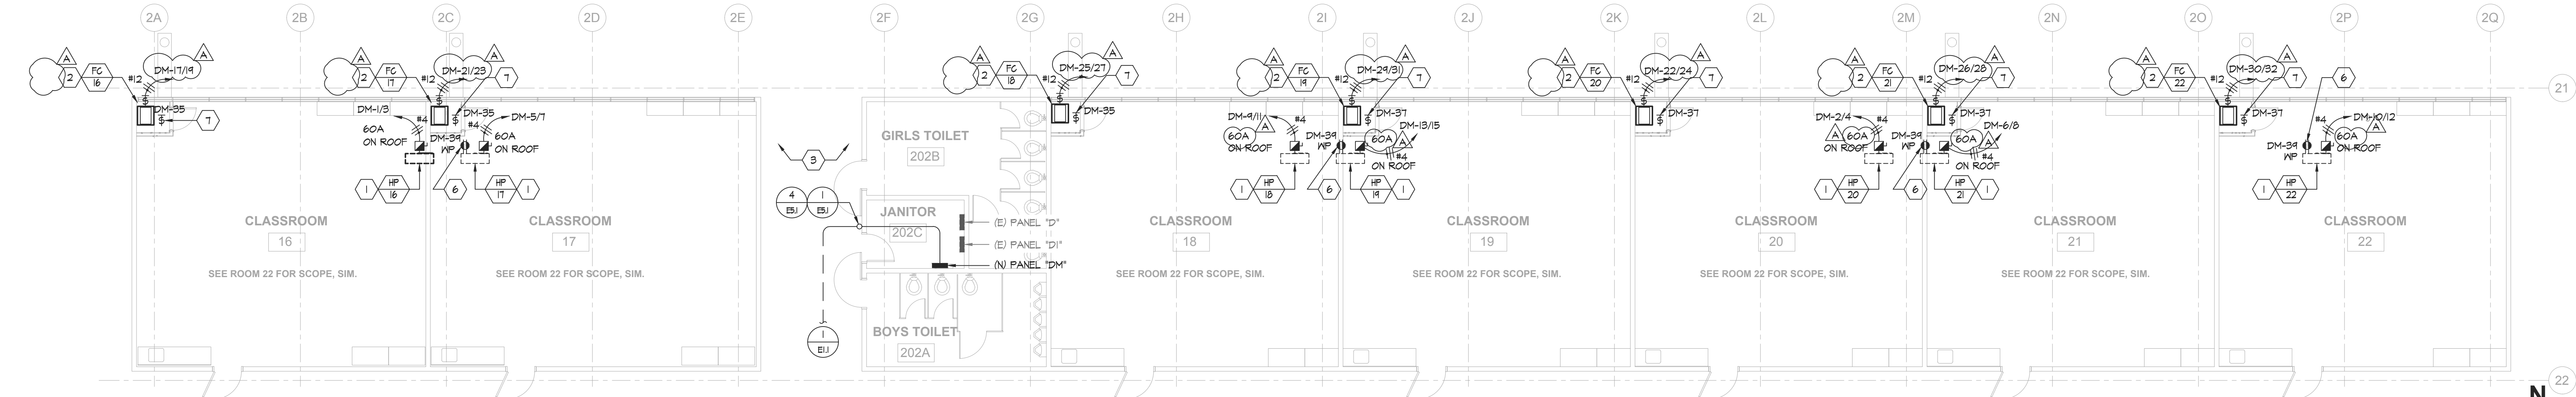 2A 2B 2C 2D 2E 2F 2G 2H 2I 2J 2K 2L 2M 2N 2O 2P 2Q
A A
2 FC 16 #12 DM-17/19
DM-35
7
A A
2 FC 17 #12 DM-21/23 7
DM-1/3 #4
60A
ON ROOF
DM-35
#4 DM-5/7
60A
ON ROOF
DM-39
WP
1 HP 16
6
HP 17 1
A A
2 FC 18 #12 DM-25/27 7
DM-35
A A
2 FC 19 #12 DM-29/31 7
DM-37
DM-9/11 #4
60A A
ON ROOF
DM-39
WP
DM-13/15
60A A
#4
ON ROOF
1 HP 18
6
HP 19 1
A A
2 FC 20 #12 DM-22/24 7
DM-37
A A
2 FC 21 #12 DM-26/28 7
DM-37
DM-2/4 #4
A 60A
ON ROOF
DM-39
WP
DM-6/8
60A A
#4
ON ROOF
1 HP 20
6
HP 21 1
A A
2 FC 22 #12 DM-30/32 7
DM-37
6
#4 DM-10/12
60A A
ON ROOF
DM-39
WP
1 HP 22
21
GIRLS TOILET
202B
3
4 E5.1
1 E5.1
JANITOR
202C
(E) PANEL "D"
(E) PANEL "D1"
(N) PANEL "DM"
1
E1.1
BOYS TOILET
202A
CLASSROOM
16
SEE ROOM 22 FOR SCOPE, SIM.
CLASSROOM
17
SEE ROOM 22 FOR SCOPE, SIM.
CLASSROOM
18
SEE ROOM 22 FOR SCOPE, SIM.
CLASSROOM
19
SEE ROOM 22 FOR SCOPE, SIM.
CLASSROOM
20
SEE ROOM 22 FOR SCOPE, SIM.
CLASSROOM
21
SEE ROOM 22 FOR SCOPE, SIM.
CLASSROOM
22
22
N